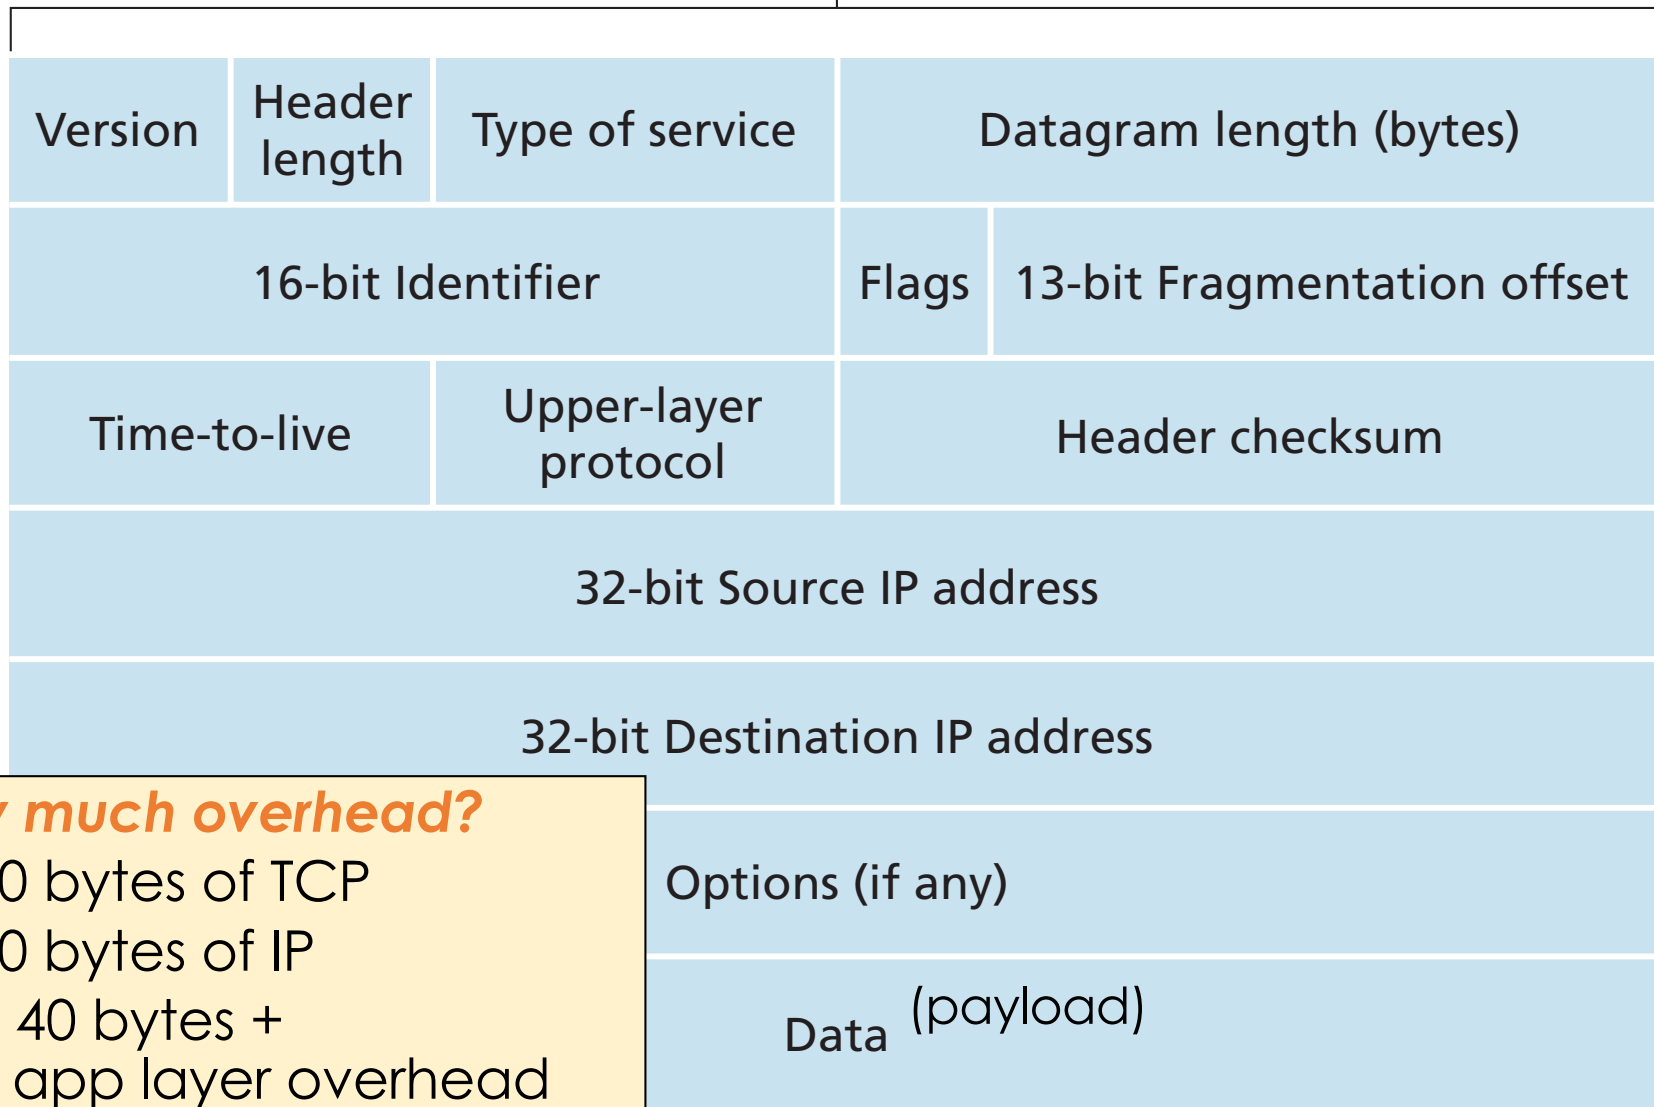 Version
Header
length
Type of service
Datagram length (bytes)
16-bit Identifier
Flags
13-bit Fragmentation offset
Time-to-live
Upper-layer
protocol
Header checksum
32-bit Source IP address
32-bit Destination IP address
much overhead?
0 bytes of TCP
0 bytes of IP
40 bytes +
app layer overhead
Options (if any)
Data (payload)